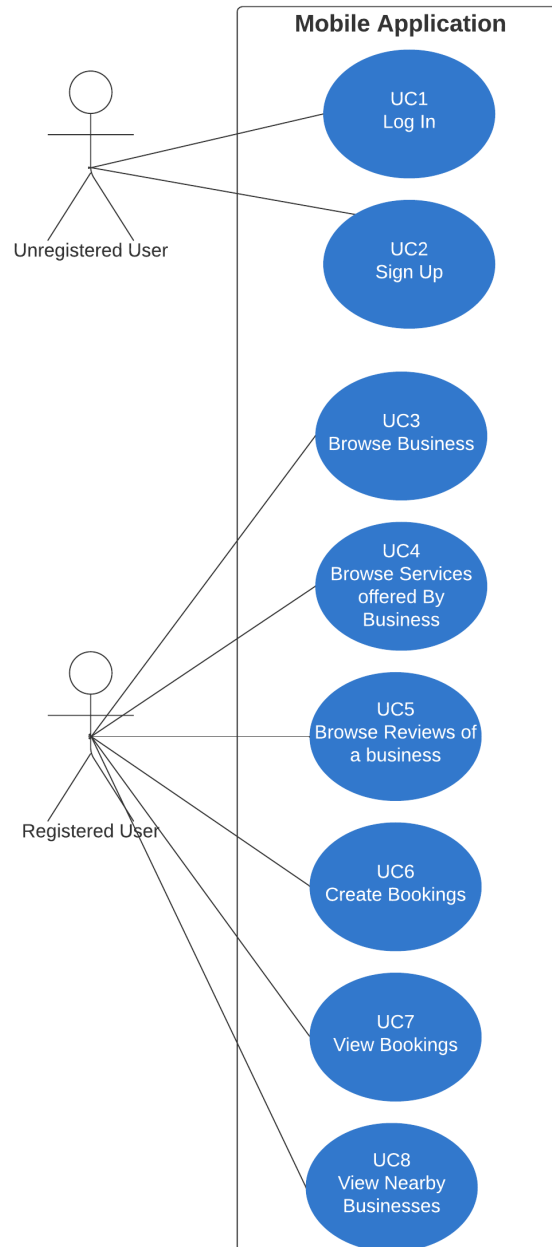 Mobile Application
UC1
Log In
Unregistered User
UC2
Sign Up
UC3
Browse Business
UC4
Browse Services
offered By
Business
UC5
Browse Reviews of
a business
Registered User
UC6
Create Bookings
UC7
View Bookings
UC8
View Nearby
Businesses